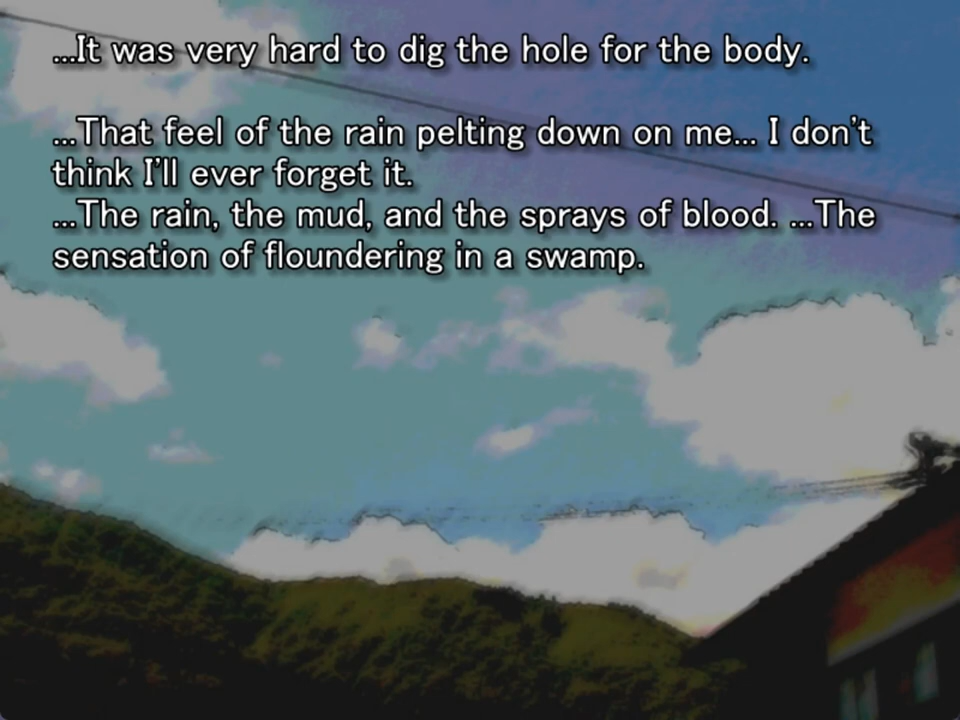 ...It was very hard to dig the hole for the body.
...That feel of the rain pelting down on me... I don't
think I'll ever forget it.
...The rain, the mud, and the sprays of blood. ...The
sensation of floundering in a swamp.